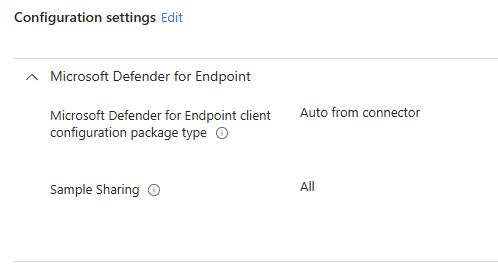 Configuration settings Edit
Microsoft Defender for Endpoint
Microsoft Defender for Endpoint client Auto from connector
configuration package type
Sample Sharing All